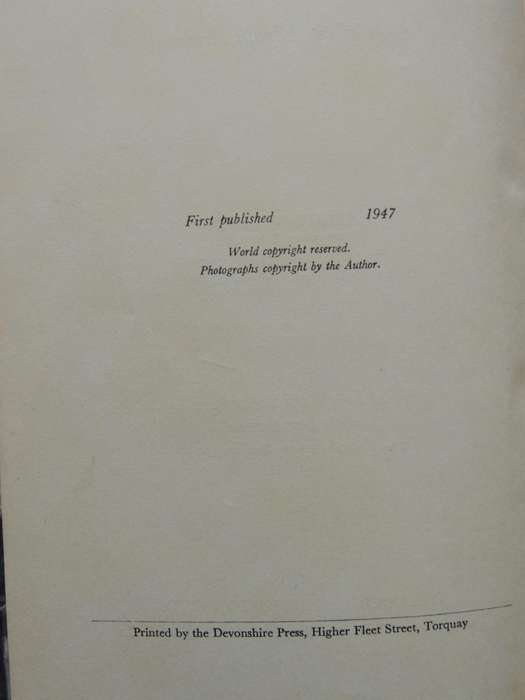 First published 1947
World copyright reserved.
Photographs copyright by the Author.
Printed by the Devonshire Press, Higher Fleet Street, Torquay